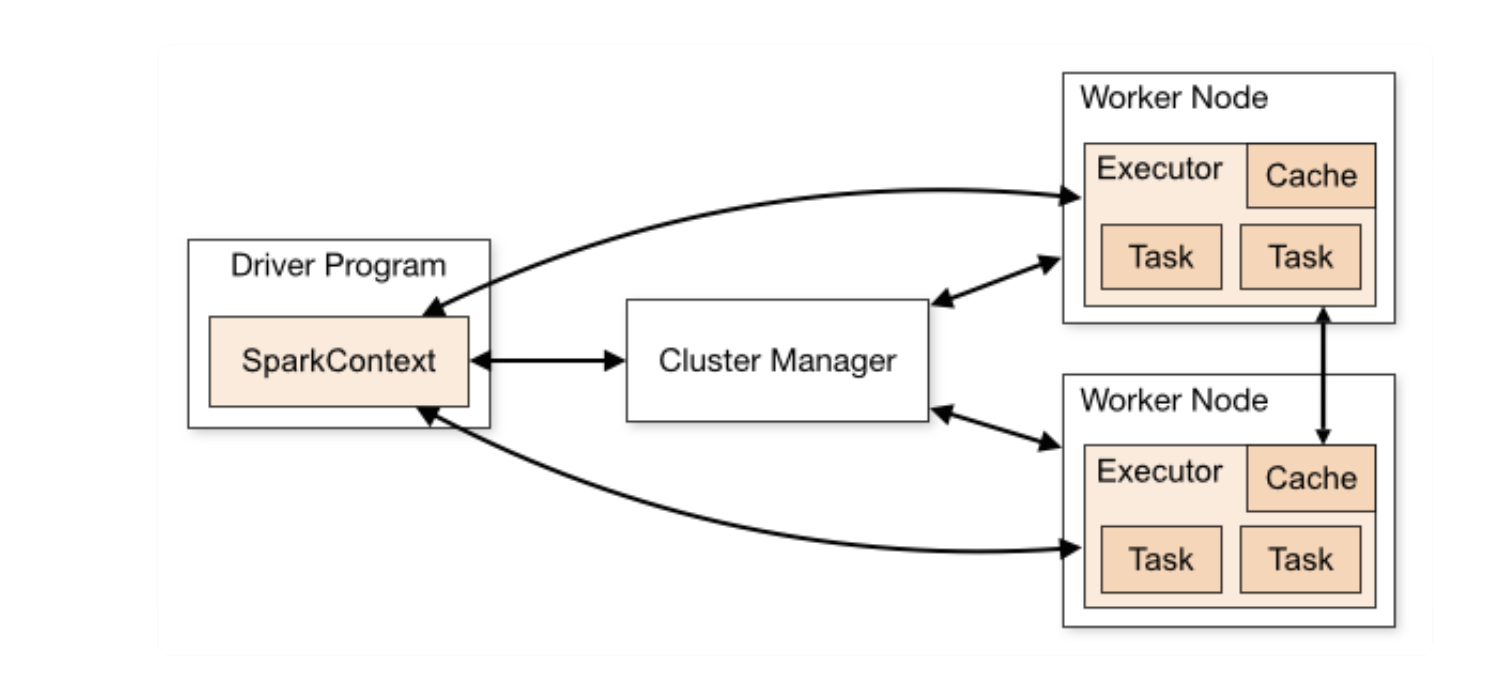 Driver Program
SparkContext
Cluster Manager
Worker Node
Executor
Cache
Task
Task
Worker Node
Executor
Cache
Task
Task